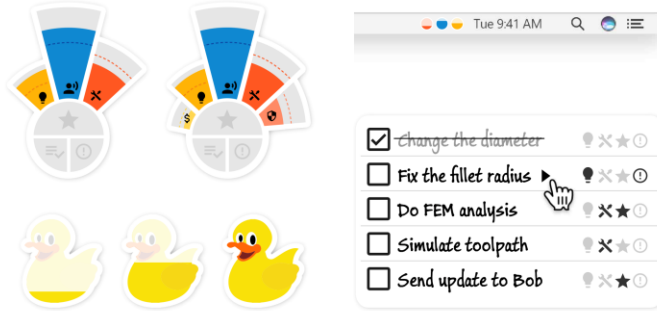 Tue 9:41 AM
$
Change the diameter
Fix the fillet radius
Do FEM analysis
Simulate toolpath
Send update to Bob